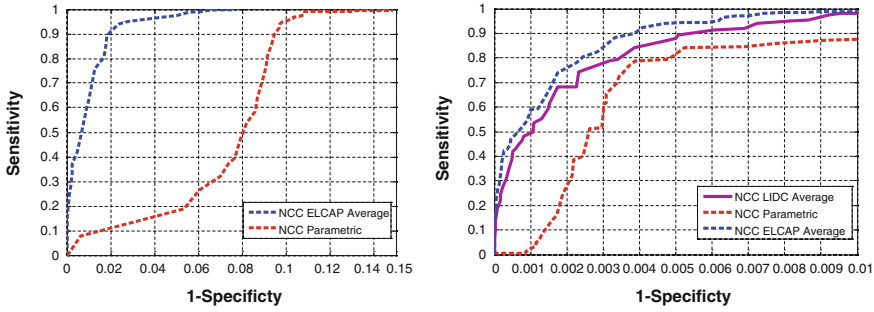 1
0.9
0.8
0.7
0.6
0.5
0.4
0.3
0.2
0.1
0
Sensitivity
0 0.02 0.04 0.06 0.08 0.1 0.12 0.14 0.15
1-Specificty
NCC ELCAP Average
NCC Parametric
1
0.9
0.8
0.7
0.6
0.5
0.4
0.3
0.2
0.1
0
Sensitivity
0 0.001 0.002 0.003 0.004 0.005 0.006 0.007 0.008 0.009 0.01
1-Specificty
NCC LIDC Average
NCC Parametric
NCC ELCAP Average